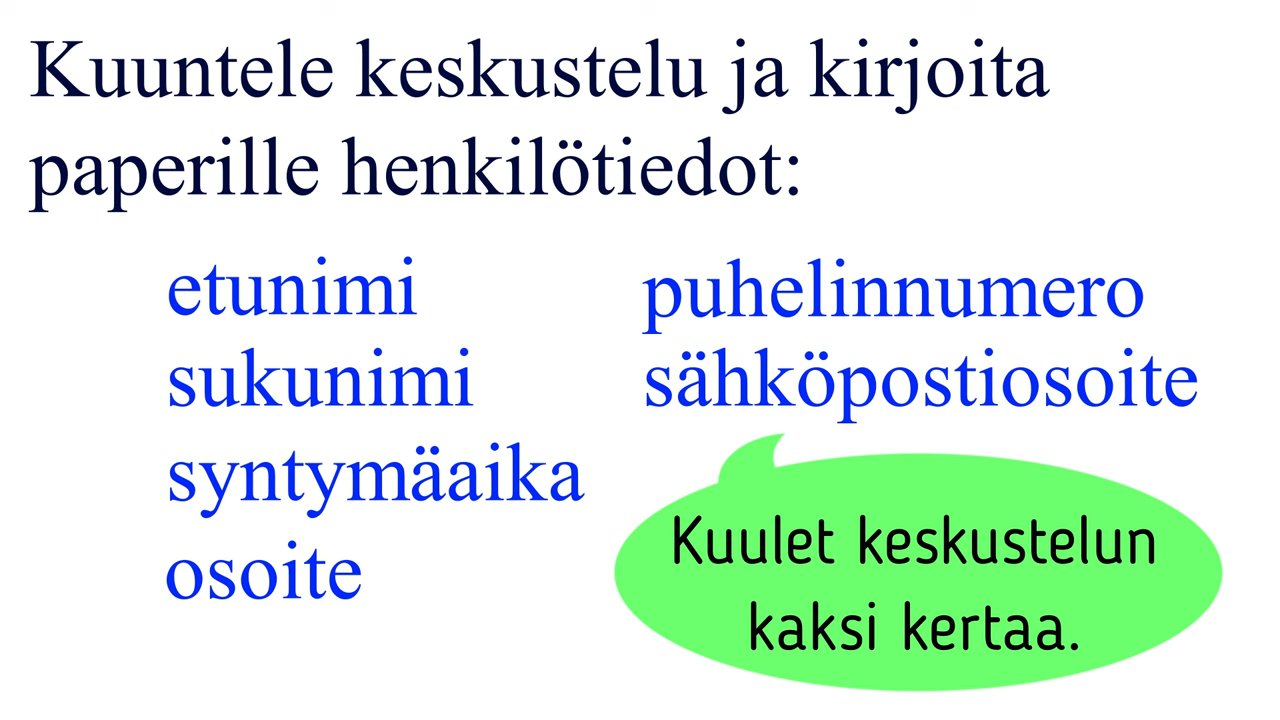 Kuuntele keskustelu ja kirjoita
paperille henkilötiedot:
etunimi
sukunimi
syntymäaika
osoite
puhelinnumero
sähköpostiosoite
Kuulet keskustelun
kaksi kertaa.